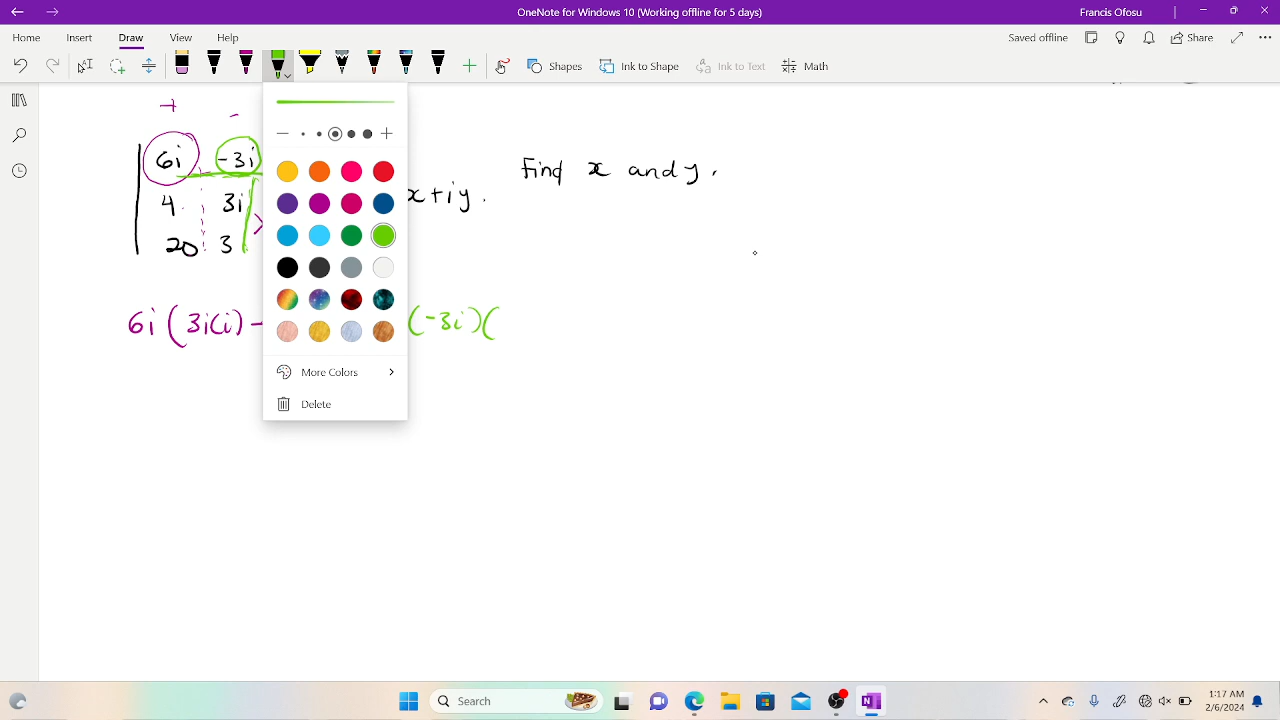 OneNote for Windows 10 (Working offline for 5 days)
Francis Ofosu
Home
Insert
Draw
View
Help
Saved offline
Share
Shapes
Ink to Shape
Ink to Text
Math
+
-
6i -3i
Find x and y.
4 3i
x+iy.
20 3
6i(3i(i)-
(-3i)(
More Colors
Delete
Search
1:17 AM
2/6/2024